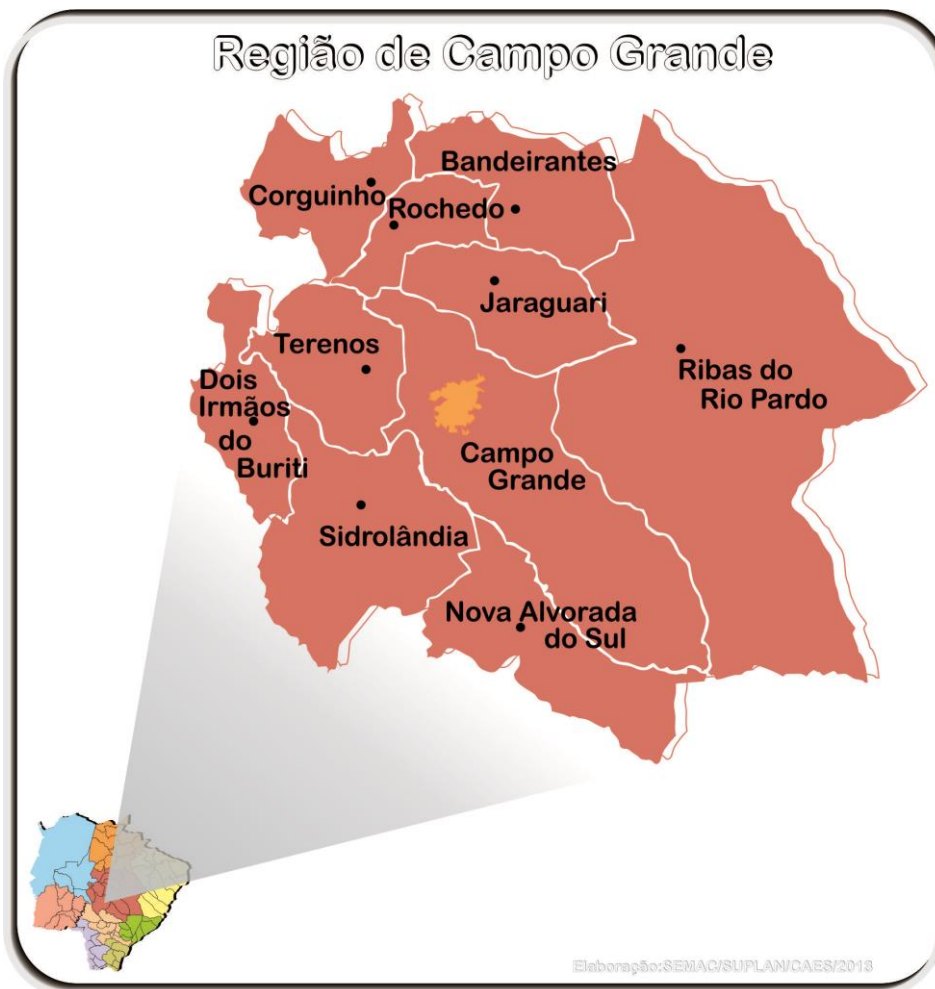 Região de Campo Grande
Bandeirantes
Corguinho
Rochedo
Jaraguari
Terenos
Ribas do
Rio Pardo
Dois
Irmãos
do
Buriti
Campo
Grande
Sidrolândia
Nova Alvorada
do Sul
Elaboração:SEMAC/SUPLAN/CAES/2013